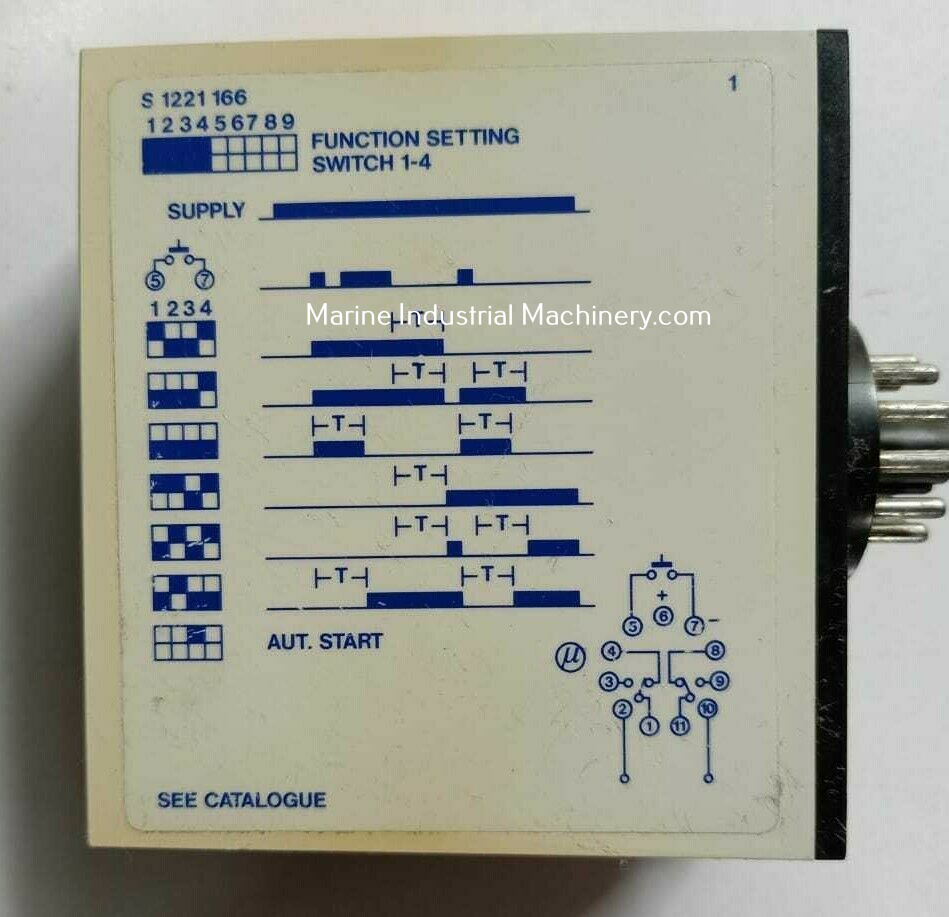 S 1221 166
1
1 2 3 4 5 6 7 8 9
FUNCTION SETTING
SWITCH 1-4
SUPPLY
5 7
1 2 3 4
Marine Industrial Machinery.com
T
T T
T T
T
T T
T T
AUT. START
+
5 6 7 -
μ 4 8
3 9
2 10
1 11
SEE CATALOGUE